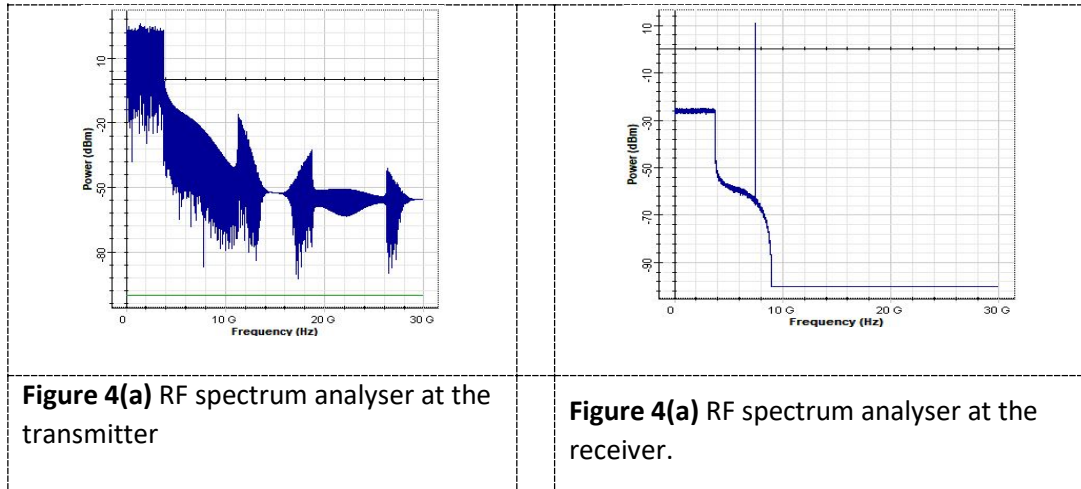 Power (dBm)
10
-20
-50
-80
0
10 G
20 G
30 G
Frequency (Hz)
Power (dBm)
10
-10
-30
-50
-70
-90
0
10 G
20 G
30 G
Frequency (Hz)
Figure 4(a) RF spectrum analyser at the
transmitter
Figure 4(a) RF spectrum analyser at the
receiver.